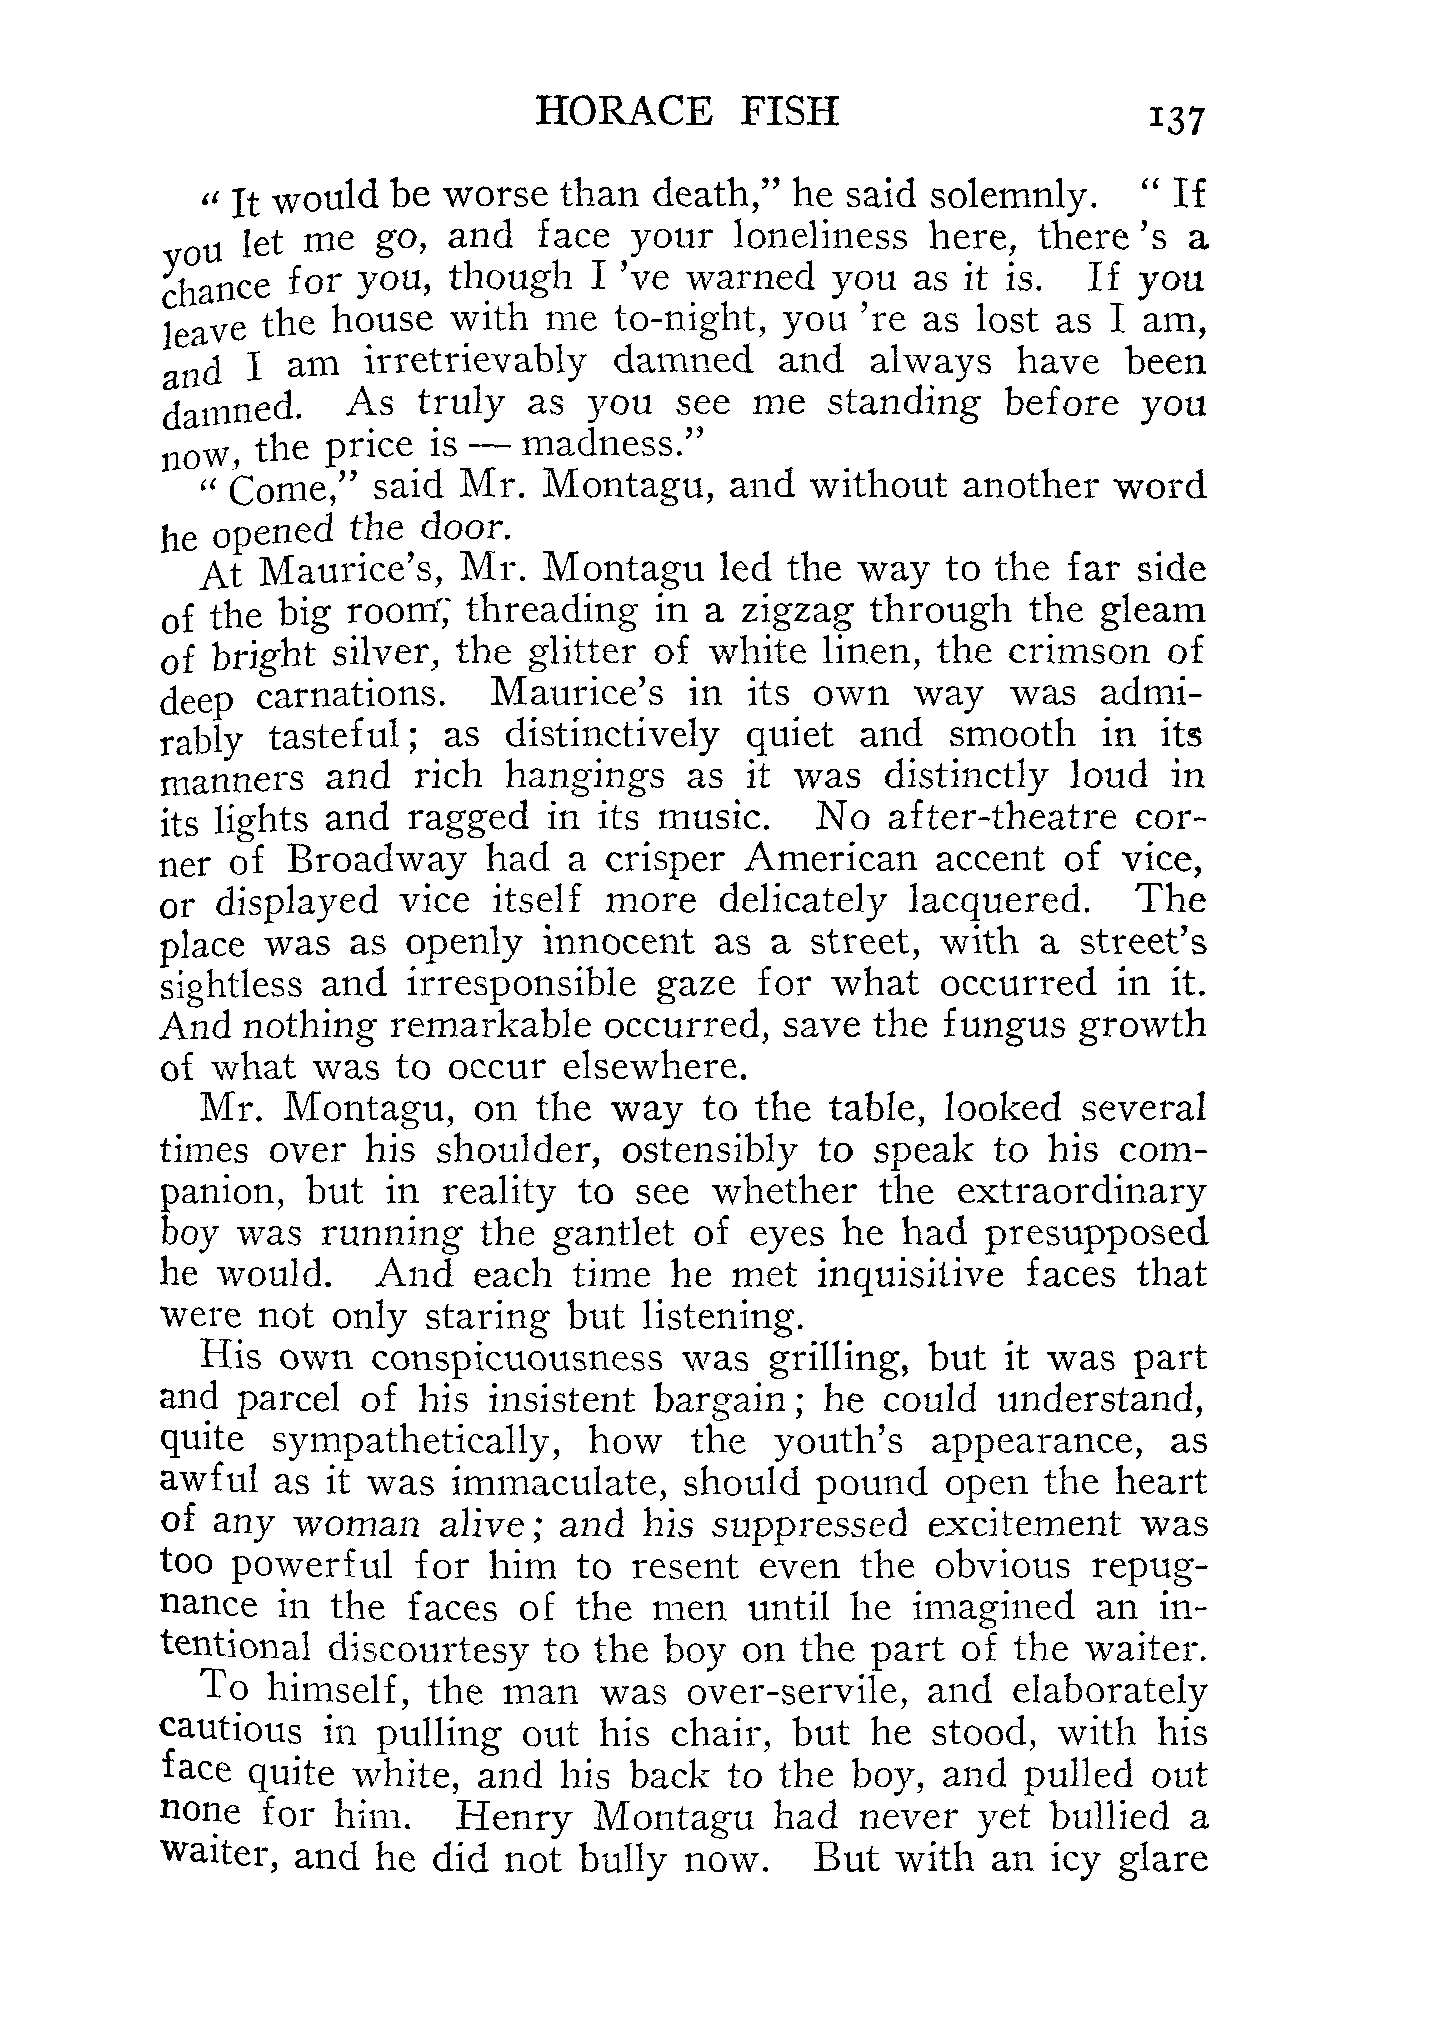 HORACE FISH 137
“ It would be worse than death,” he said solemnly. “ If
you let me go, and face your loneliness here, there 's a
chance for you, though I 've warned you as it is. If you
leave the house with me to-night, you 're as lost as I am,
and I am irretrievably damned and always have been
damned. As truly as you see me standing before you
now, the price is — madness.”
“ Come,” said Mr. Montagu, and without another word
he opened the door.
At Maurice’s, Mr. Montagu led the way to the far side
of the big room; threading in a zigzag through the gleam
of bright silver, the glitter of white linen, the crimson of
deep carnations. Maurice’s in its own way was admi-
rably tasteful; as distinctively quiet and smooth in its
manners and rich hangings as it was distinctly loud in
its lights and ragged in its music. No after-theatre cor-
ner of Broadway had a crisper American accent of vice,
or displayed vice itself more delicately lacquered. The
place was as openly innocent as a street, with a street’s
sightless and irresponsible gaze for what occurred in it.
And nothing remarkable occurred, save the fungus growth
of what was to occur elsewhere.
Mr. Montagu, on the way to the table, looked several
times over his shoulder, ostensibly to speak to his com-
panion, but in reality to see whether the extraordinary
boy was running the gantlet of eyes he had presupposed
he would. And each time he met inquisitive faces that
were not only staring but listening.
His own conspicuousness was grilling, but it was part
and parcel of his insistent bargain; he could understand,
quite sympathetically, how the youth’s appearance, as
awful as it was immaculate, should pound open the heart
of any woman alive; and his suppressed excitement was
too powerful for him to resent even the obvious repug-
nance in the faces of the men until he imagined an in-
tentional discourtesy to the boy on the part of the waiter.
To himself, the man was over-servile, and elaborately
cautious in pulling out his chair, but he stood, with his
face quite white, and his back to the boy, and pulled out
none for him. Henry Montagu had never yet bullied a
waiter, and he did not bully now. But with an icy glare